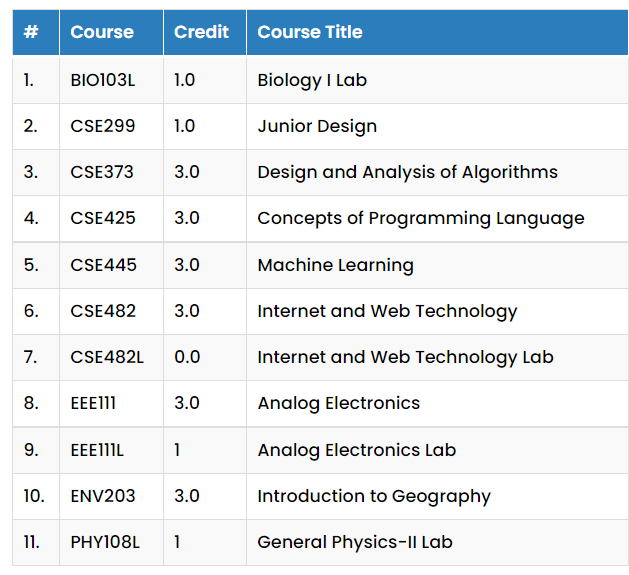 # Course Credit Course Title
1. BIO103L 1.0 Biology I Lab
2. CSE299 1.0 Junior Design
3. CSE373 3.0 Design and Analysis of Algorithms
4. CSE425 3.0 Concepts of Programming Language
5. CSE445 3.0 Machine Learning
6. CSE482 3.0 Internet and Web Technology
7. CSE482L 0.0 Internet and Web Technology Lab
8. EEE111 3.0 Analog Electronics
9. EEE111L 1 Analog Electronics Lab
10. ENV203 3.0 Introduction to Geography
11. PHY108L 1 General Physics-II Lab